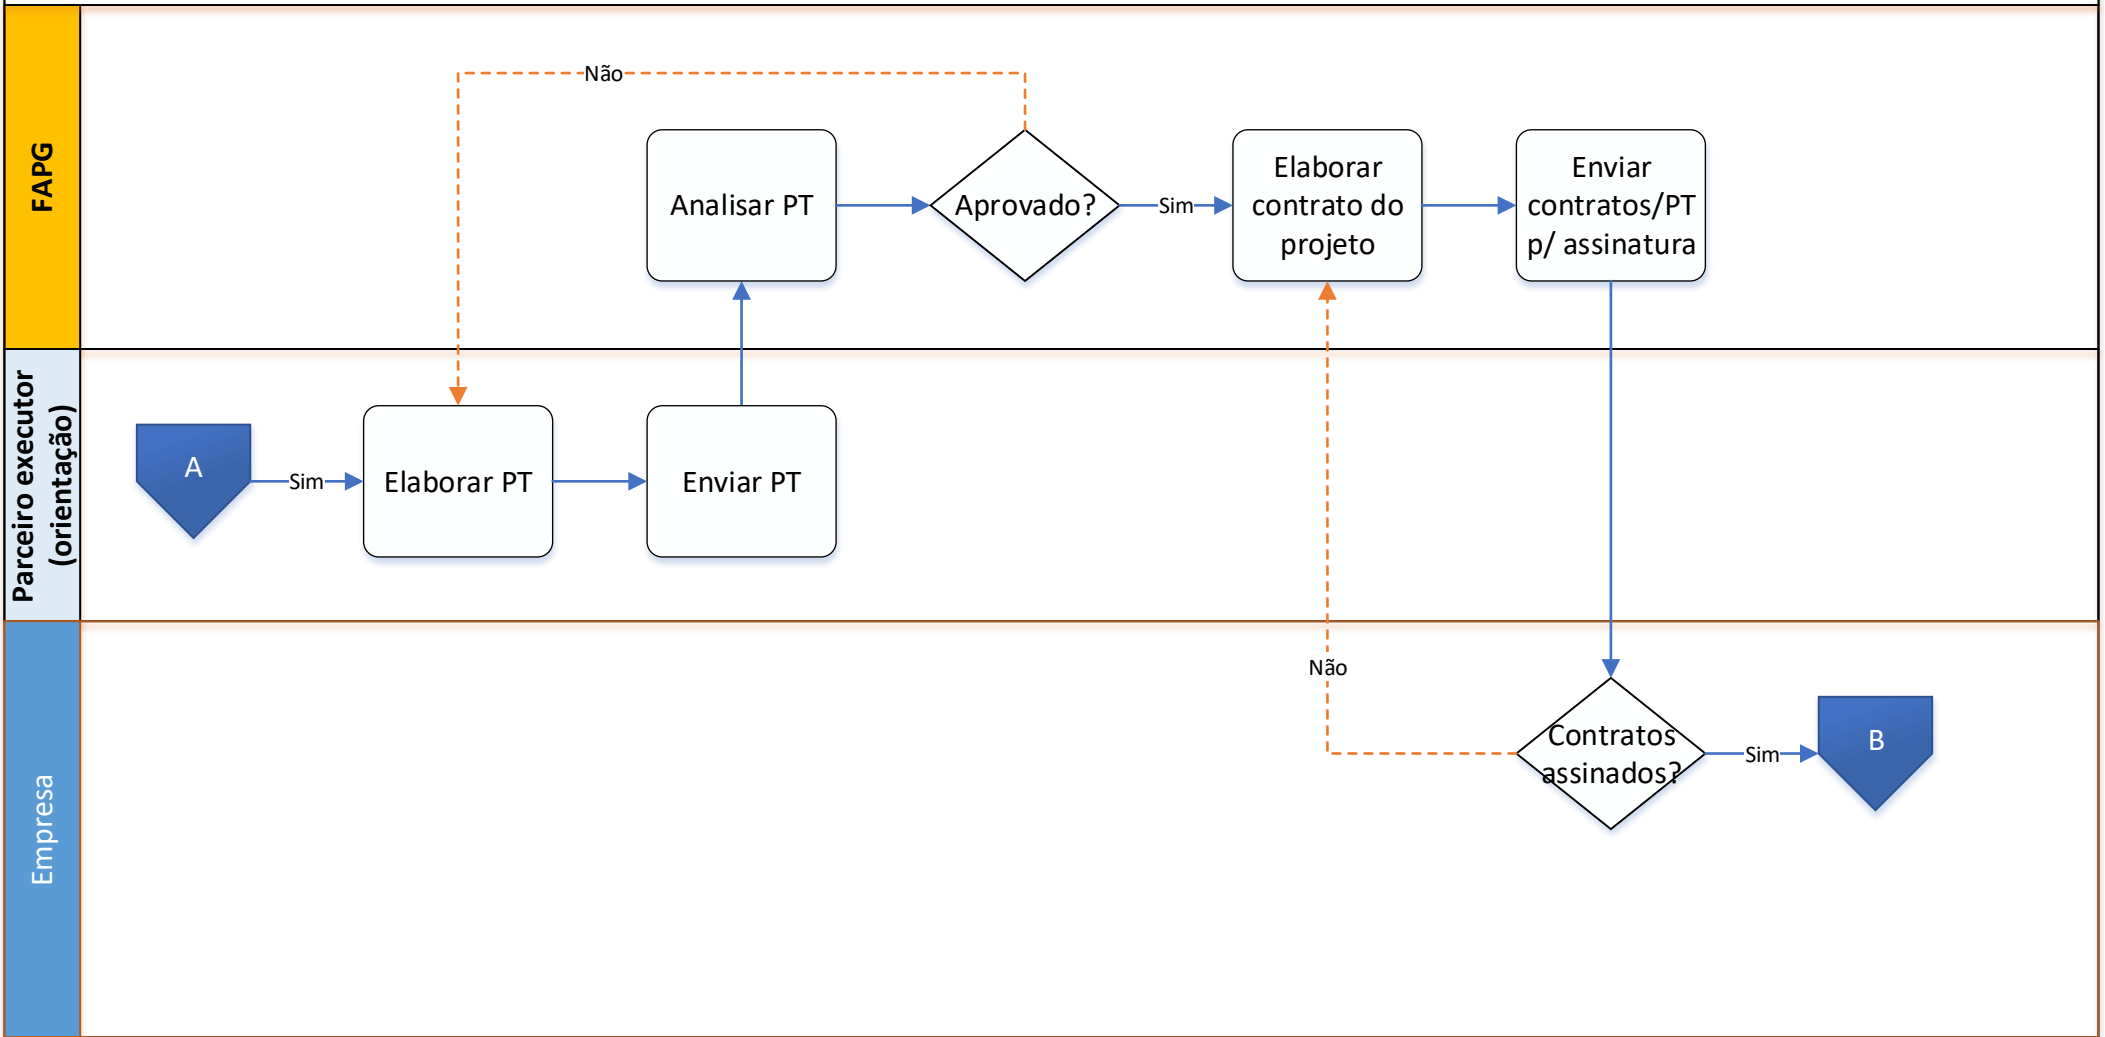 FAPG
Não
Analisar PT
Aprovado?
Sim
Elaborar
contrato do
projeto
Enviar
contratos/PT
p/ assinatura
Parceiro executor
(orientação)
A
Sim
Elaborar PT
Enviar PT
Empresa
Não
Contratos
assinados?
Sim
B